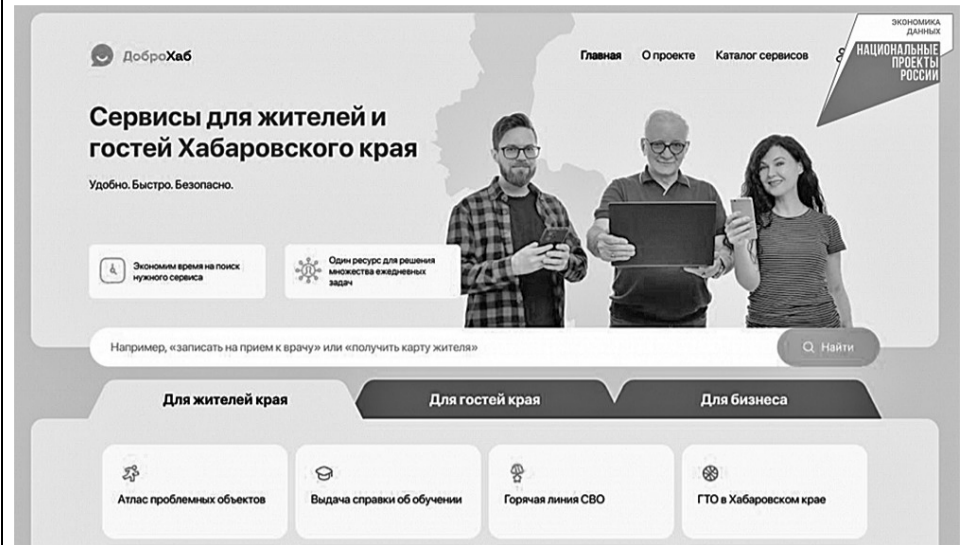 ДоброХаб
Главная О проекте Каталог сервисов
ЭКОНОМИКА
ДАННЫХ
НАЦИОНАЛЬНЫЕ
ПРОЕКТЫ
РОССИИ
Сервисы для жителей и
гостей Хабаровского края
Удобно. Быстро. Безопасно.
Экономим время на поиск
нужного сервиса
Один ресурс для решения
множества ежедневных
задач
Например, «записать на прием к врачу» или «получить карту жителя»
Найти
Для жителей края
Для гостей края
Для бизнеса
Атлас проблемных объектов
Выдача справки об обучении
Горячая линия СВО
ГТО в Хабаровском крае